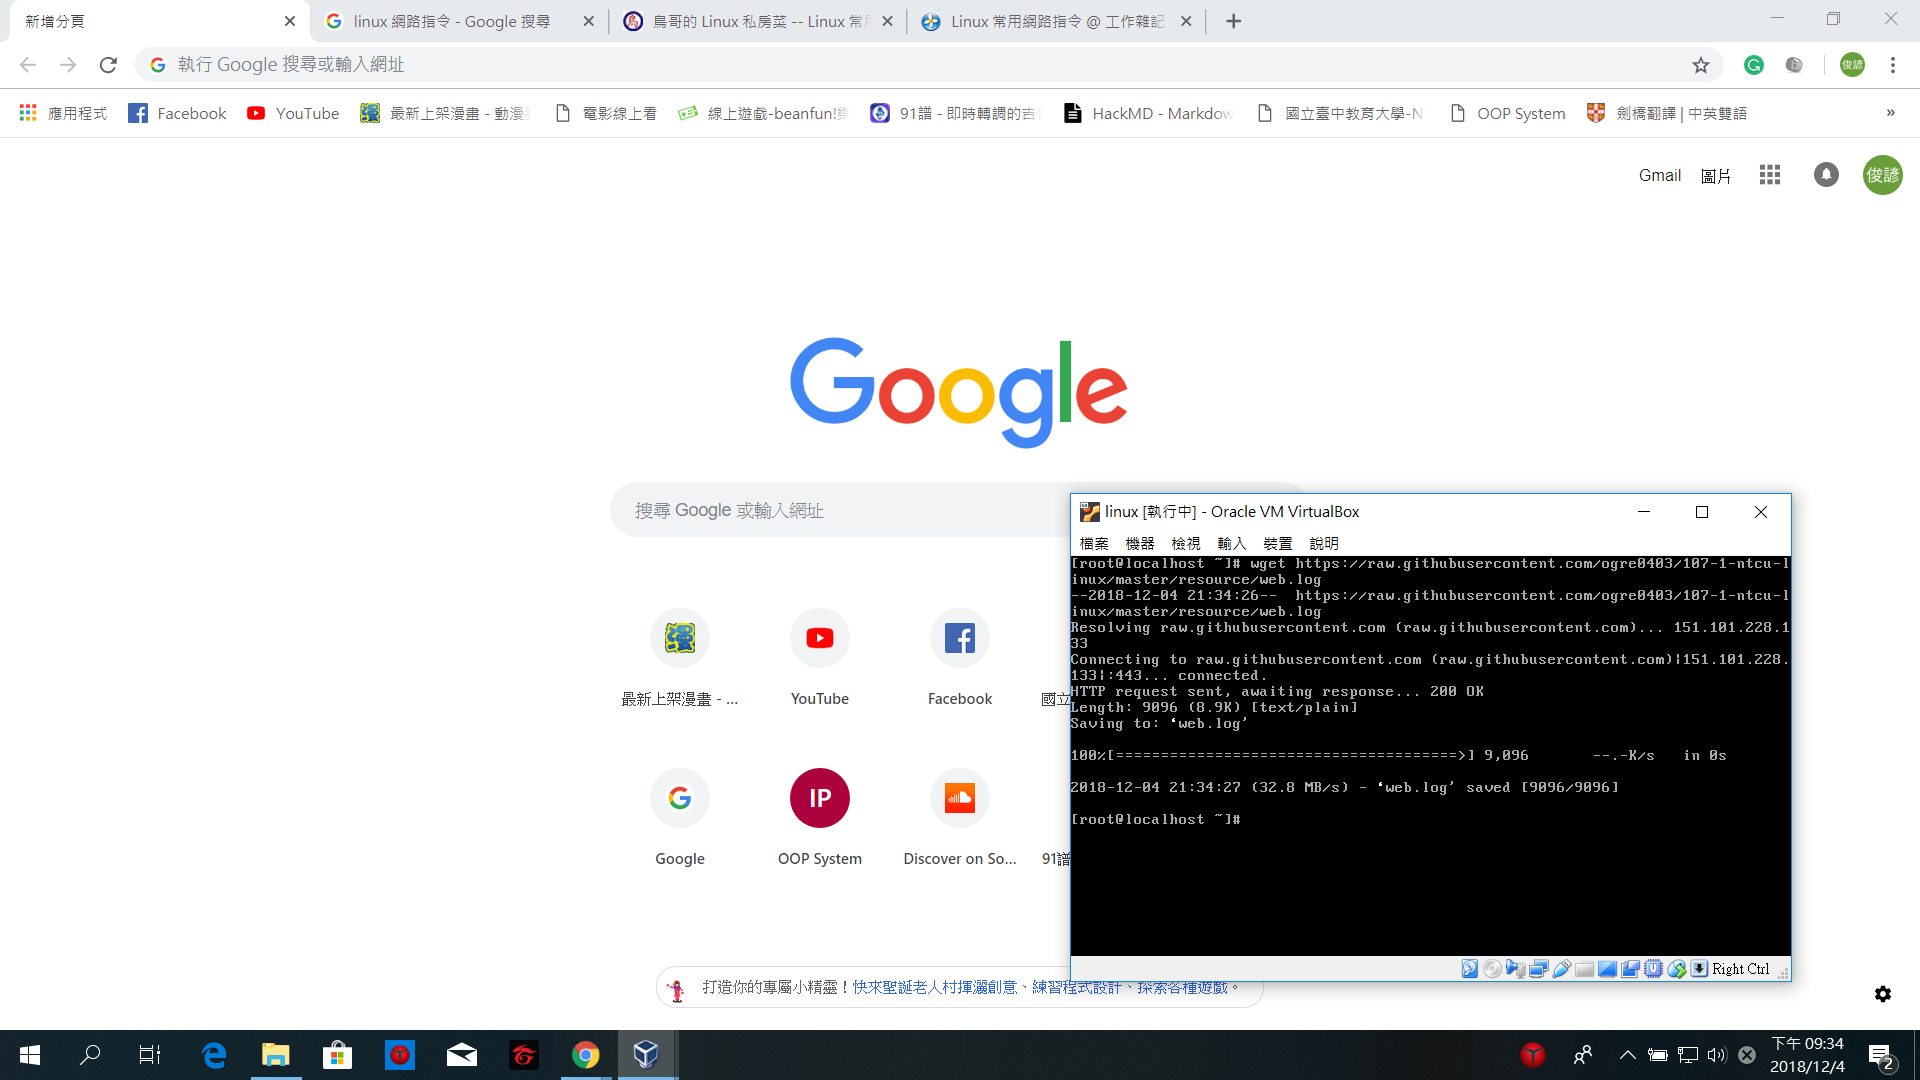 新增分頁
linux 網路指令 - Google 搜尋
鳥哥的 Linux 私房菜 -- Linux 常用
Linux 常用網路指令 @ 工作雜記
執行 Google 搜尋或輸入網址
俊諺
應用程式
Facebook
YouTube
最新上架漫畫 - 動漫
電影線上看
線上遊戲-beanfun!
91譜 - 即時轉調的吉
HackMD - Markdow
國立臺中教育大學-N
OOP System
劍橋翻譯 | 中英雙語
»
Gmail
圖片
俊諺
Google
搜尋 Google 或輸入網址
最新上架漫畫 - ...
YouTube
Facebook
國立
IP
Google
OOP System
Discover on So...
91譜
打造你的專屬小精靈！快來聖誕老人村揮灑創意、練習程式設計、探索各種遊戲。
linux [執行中] - Oracle VM VirtualBox
檔案 機器 檢視 輸入 裝置 說明
[root@localhost ~]# wget https://raw.githubusercontent.com/ogre0403/107-1-ntcu-l
inux/master/resource/web.log
--2018-12-04 21:34:26--  https://raw.githubusercontent.com/ogre0403/107-1-ntcu-l
inux/master/resource/web.log
Resolving raw.githubusercontent.com (raw.githubusercontent.com)... 151.101.228.1
33
Connecting to raw.githubusercontent.com (raw.githubusercontent.com)|151.101.228.
133|:443... connected.
HTTP request sent, awaiting response... 200 OK
Length: 9096 (8.9K) [text/plain]
Saving to: ‘web.log’
100%[======================================>] 9,096       --.-K/s   in 0s
2018-12-04 21:34:27 (32.8 MB/s) - ‘web.log’ saved [9096/9096]
[root@localhost ~]#
Right Ctrl
下午 09:34
2018/12/4
2